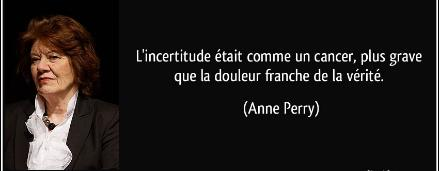 L'incertitude était comme un cancer, plus grave
que la douleur franche de la vérité.
(Anne Perry)